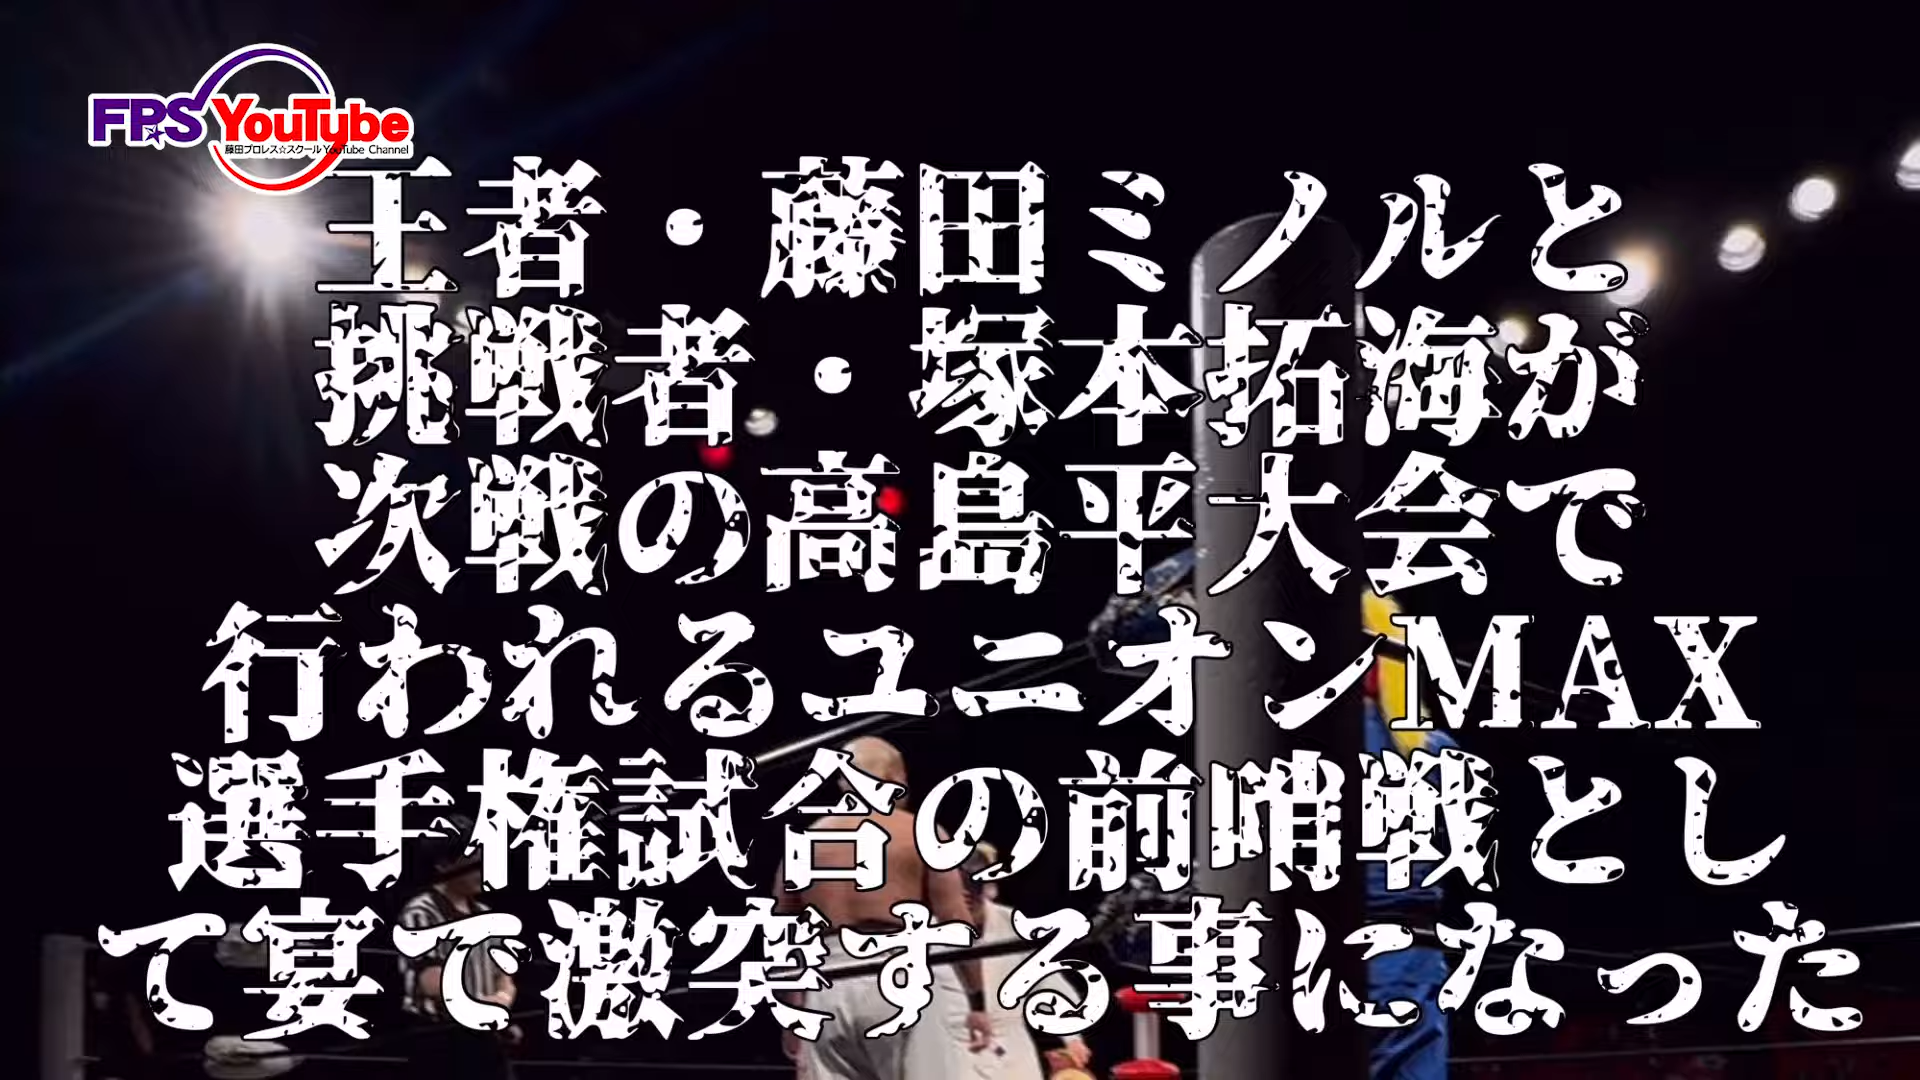 FPS YouTube
藤田プロレス☆スクール YouTube Channel
王者・藤田ミノルと
挑戦者・塚本拓海が
次戦の高島平大会で
行われるユニオンMAX
選手権試合の前哨戦とし
て宴で激突する事になった